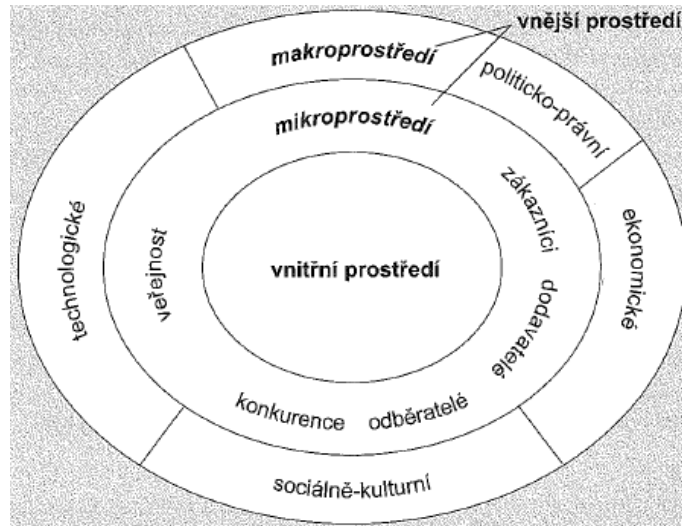 vnější prostředí
makroprostředí
politicko-právní
mikroprostředí
zákazníci
ekonomické
technologické
veřejnost
vnitřní prostředí
dodavatelé
konkurence
odběratelé
sociálně-kulturní